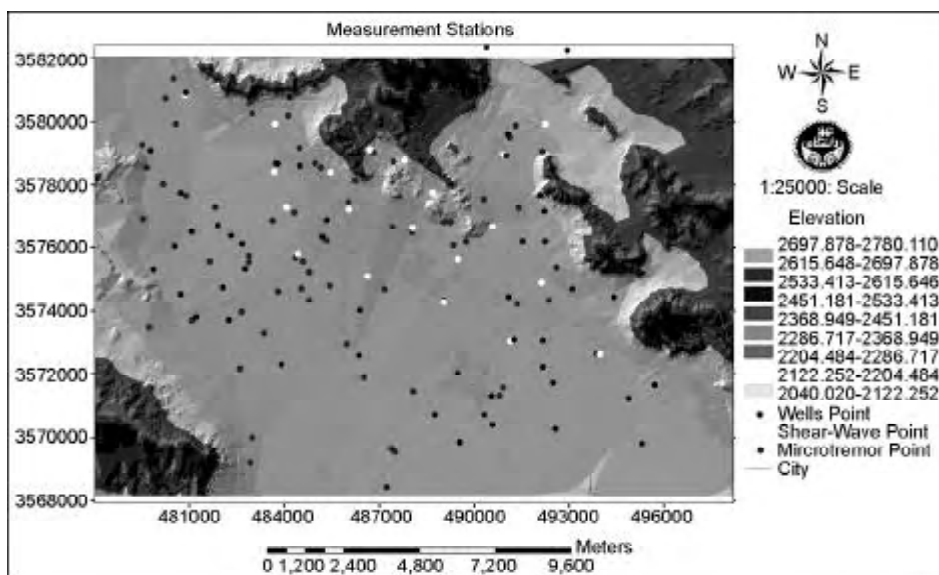 Measurement Stations
3582000
3580000
3578000
3576000
3574000
3572000
3570000
3568000
481000 484000 487000 490000 493000 496000
Meters
0 1,200 2,400 4,800 7,200 9,600
N
W E
S
1:25000: Scale
Elevation
2697.878-2780.110
2615.648-2697.878
2533.413-2615.646
2451.181-2533.413
2368.949-2451.181
2286.717-2368.949
2204.484-2286.717
2122.252-2204.484
2040.020-2122.252
Wells Point
Shear-Wave Point
Mircrotremor Point
City